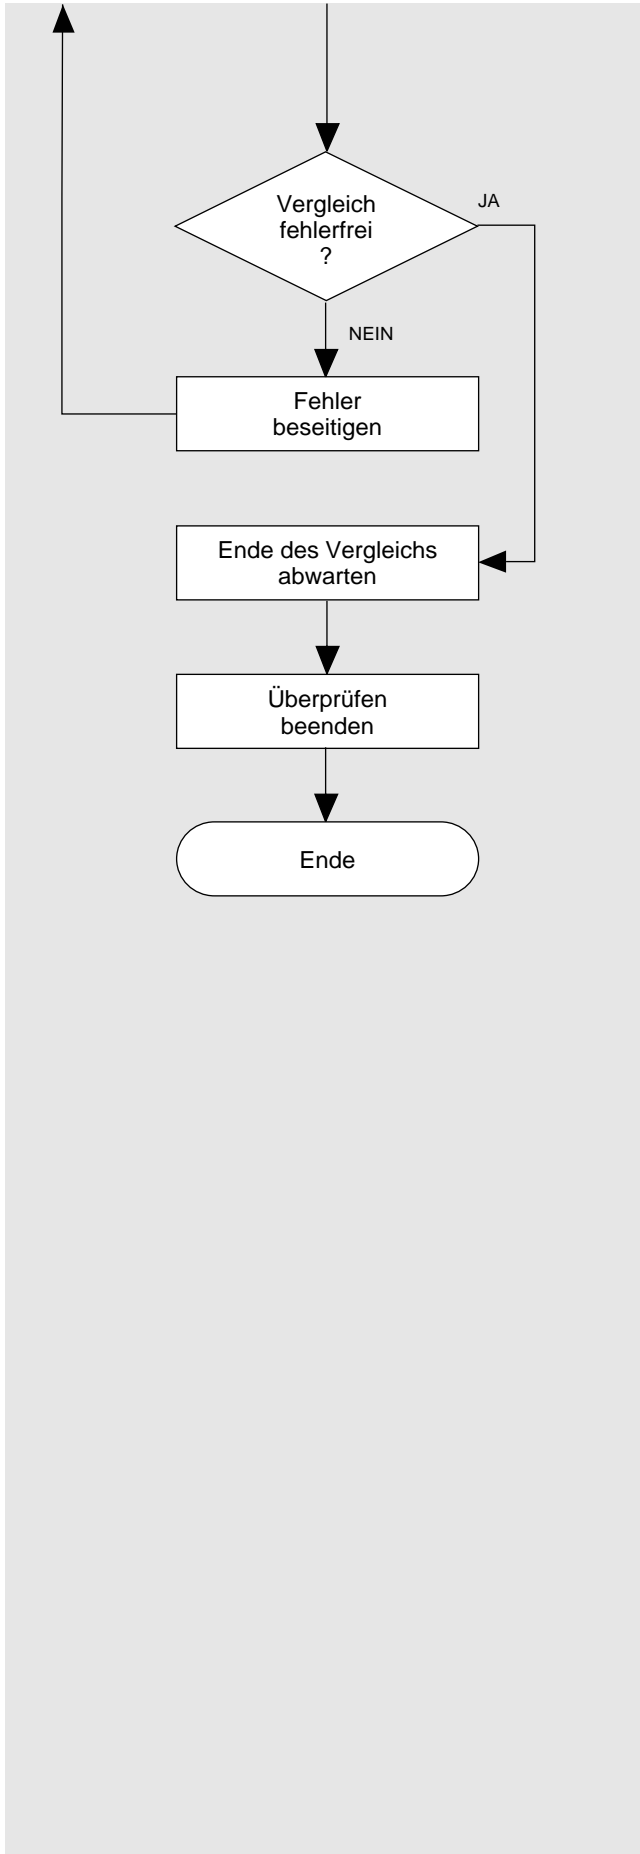 Vergleich
fehlerfrei
?
JA
NEIN
Fehler
beseitigen
Ende des Vergleichs
abwarten
Überprüfen
beenden
Ende